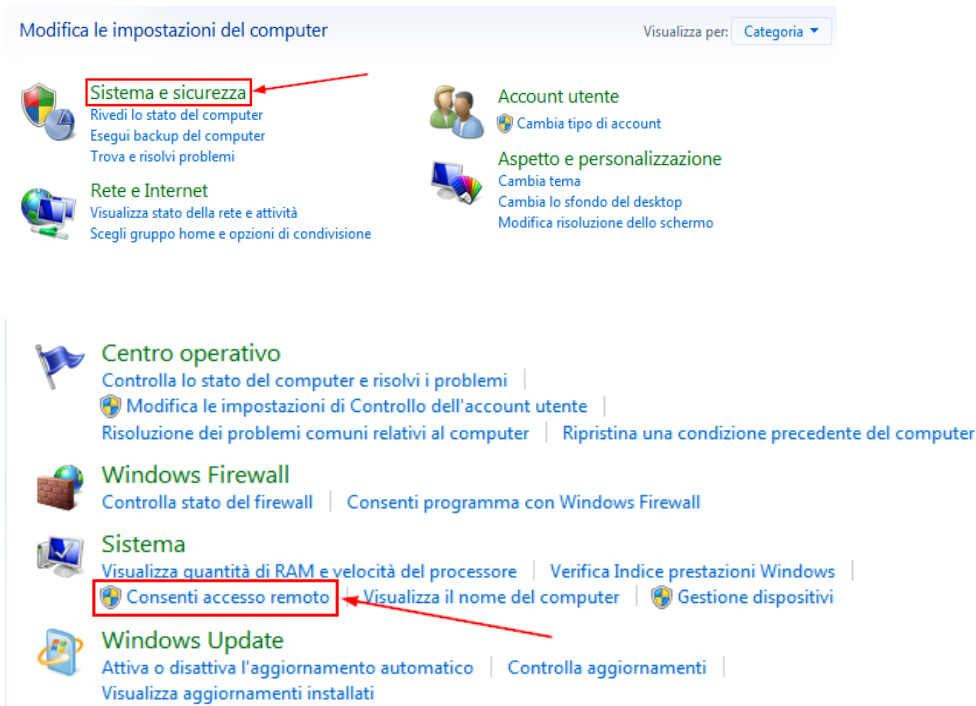 Modifica le impostazioni del computer
Visualizza per: Categoria
Sistema e sicurezza
Rivedi lo stato del computer
Esegui backup del computer
Trova e risolvi problemi
Rete e Internet
Visualizza stato della rete e attività
Scegli gruppo home e opzioni di condivisione
Account utente
Cambia tipo di account
Aspetto e personalizzazione
Cambia tema
Cambia lo sfondo del desktop
Modifica risoluzione dello schermo
Centro operativo
Controlla lo stato del computer e risolvi i problemi
Modifica le impostazioni di Controllo dell'account utente
Risoluzione dei problemi comuni relativi al computer Ripristina una condizione precedente del computer
Windows Firewall
Controlla stato del firewall Consenti programma con Windows Firewall
Sistema
Visualizza quantità di RAM e velocità del processore Verifica Indice prestazioni Windows
Consenti accesso remoto Visualizza il nome del computer Gestione dispositivi
Windows Update
Attiva o disattiva l'aggiornamento automatico Controlla aggiornamenti
Visualizza aggiornamenti installati